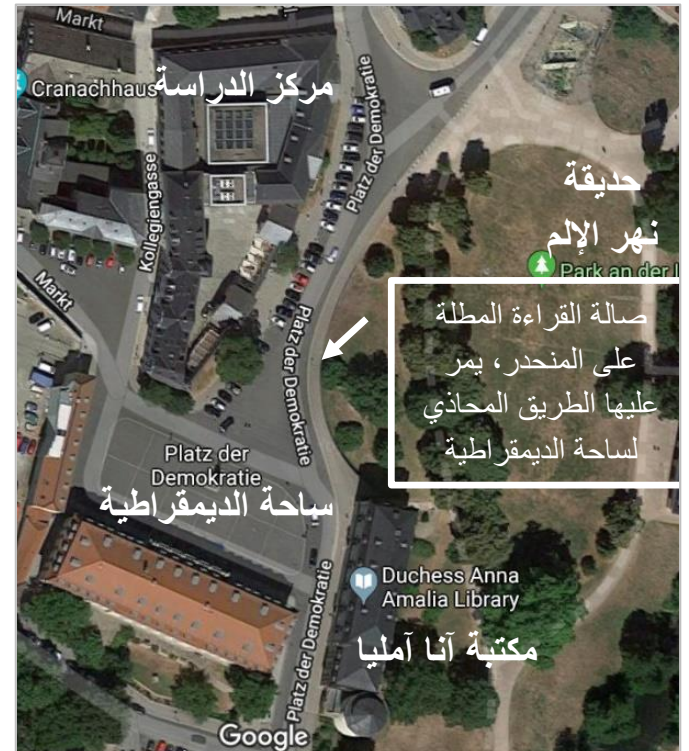 Markt
Cranachhaus
مركز الدراسة
Platz der Demokratie
Kollegiengasse
حديقة
نهر الإلم
Park an der I
Markt
صالة القراءة المطلة
على المنحدر، يمر
عليها الطريق المحاذي
لساحة الديمقراطية
Platz der Demokratie
Platz der
Demokratie
ساحة الديمقراطية
Duchess Anna
Amalia Library
مكتبة آنا آمليا
Platz der Demokratie
Google